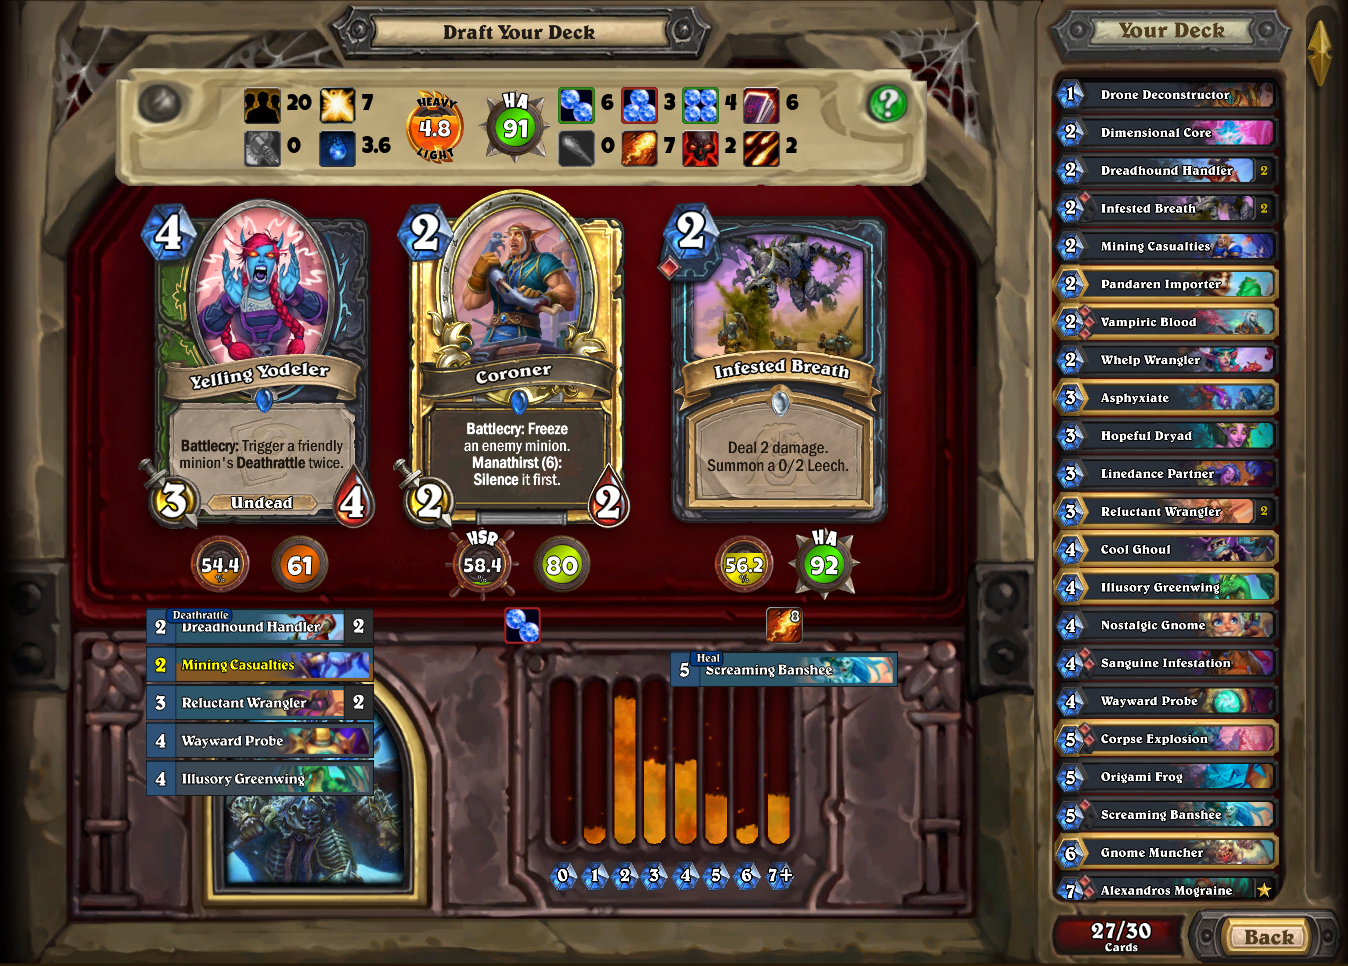 Draft Your Deck
Your Deck
20
7
HEAVY
4.8
LIGHT
HA
91
6
3
4
6
0
3.6
0
7
2
2
?
4
Yelling Yodeler
Battlecry: Trigger a friendly
minion's Deathrattle twice.
3
Undead
4
54.4
%
61
2
Coroner
Battlecry: Freeze
an enemy minion.
Manathirst (6):
Silence it first.
2
2
HSR
58.4
%
80
2
Infested Breath
Deal 2 damage.
Summon a 0/2 Leech.
56.2
%
HA
92
Deathrattle
2 Dreadhound Handler 2
2 Mining Casualties
3 Reluctant Wrangler 2
4 Wayward Probe
4 Illusory Greenwing
8
Heal
5 Screaming Banshee
0 1 2 3 4 5 6 7+
1 Drone Deconstructor
2 Dimensional Core
2 Dreadhound Handler 2
2 Infested Breath 2
2 Mining Casualties
2 Pandaren Importer
2 Vampiric Blood
2 Whelp Wrangler
3 Asphyxiate
3 Hopeful Dryad
3 Linedance Partner
3 Reluctant Wrangler 2
4 Cool Ghoul
4 Illusory Greenwing
4 Nostalgic Gnome
4 Sanguine Infestation
4 Wayward Probe
5 Corpse Explosion
5 Origami Frog
5 Screaming Banshee
6 Gnome Muncher
7 Alexandros Mograine
27/30
Cards
Back